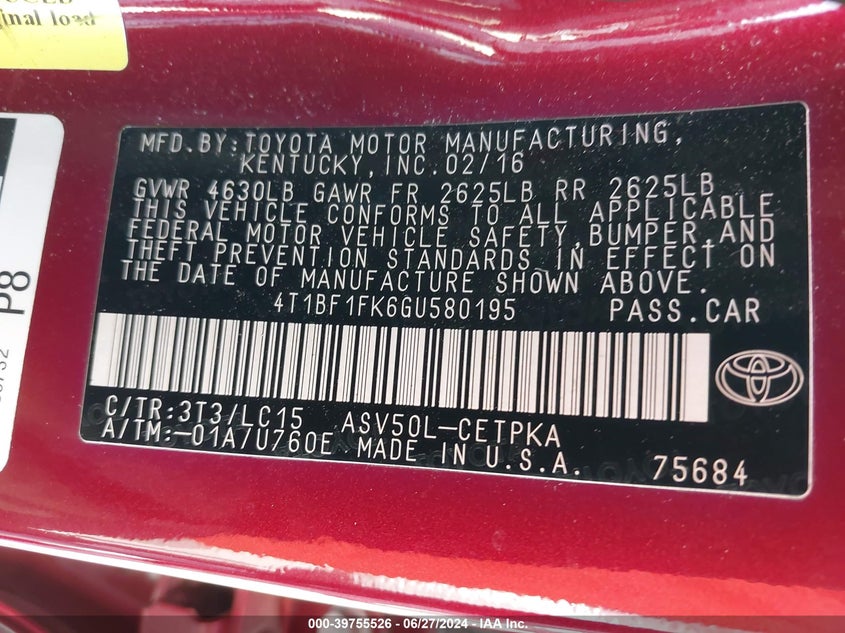 inal load
P8
MFD.BY:TOYOTA MOTOR MANUFACTURING,
KENTUCKY,INC.02/16
GVWR 4630LB GAWR FR 2625LB RR 2625LB
THIS VEHICLE CONFORMS TO ALL APPLICABLE
FEDERAL MOTOR VEHICLE SAFETY,BUMPER,AND
THEFT PREVENTION STANDARDS IN EFFECT ON
THE DATE OF MANUFACTURE SHOWN ABOVE.
4T1BF1FK6GU580195 PASS.CAR
C/TR:3T3/LC15 ASV50L-CETPKA
A/TM:-01A/U760E MADE IN U.S.A. 75684
000-39755526 - 06/27/2024 - IAA Inc.